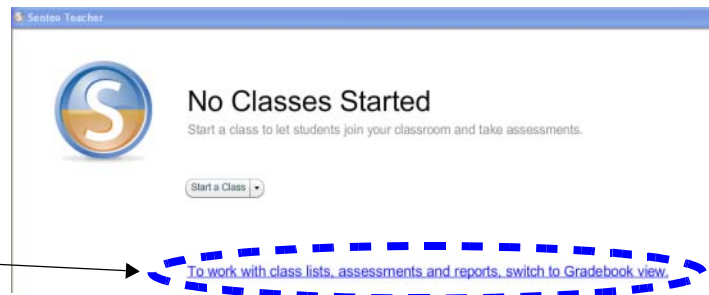 Senteo Teacher
S
No Classes Started
Start a class to let students join your classroom and take assessments.
Start a Class
To work with class lists, assessments and reports, switch to Gradebook view.